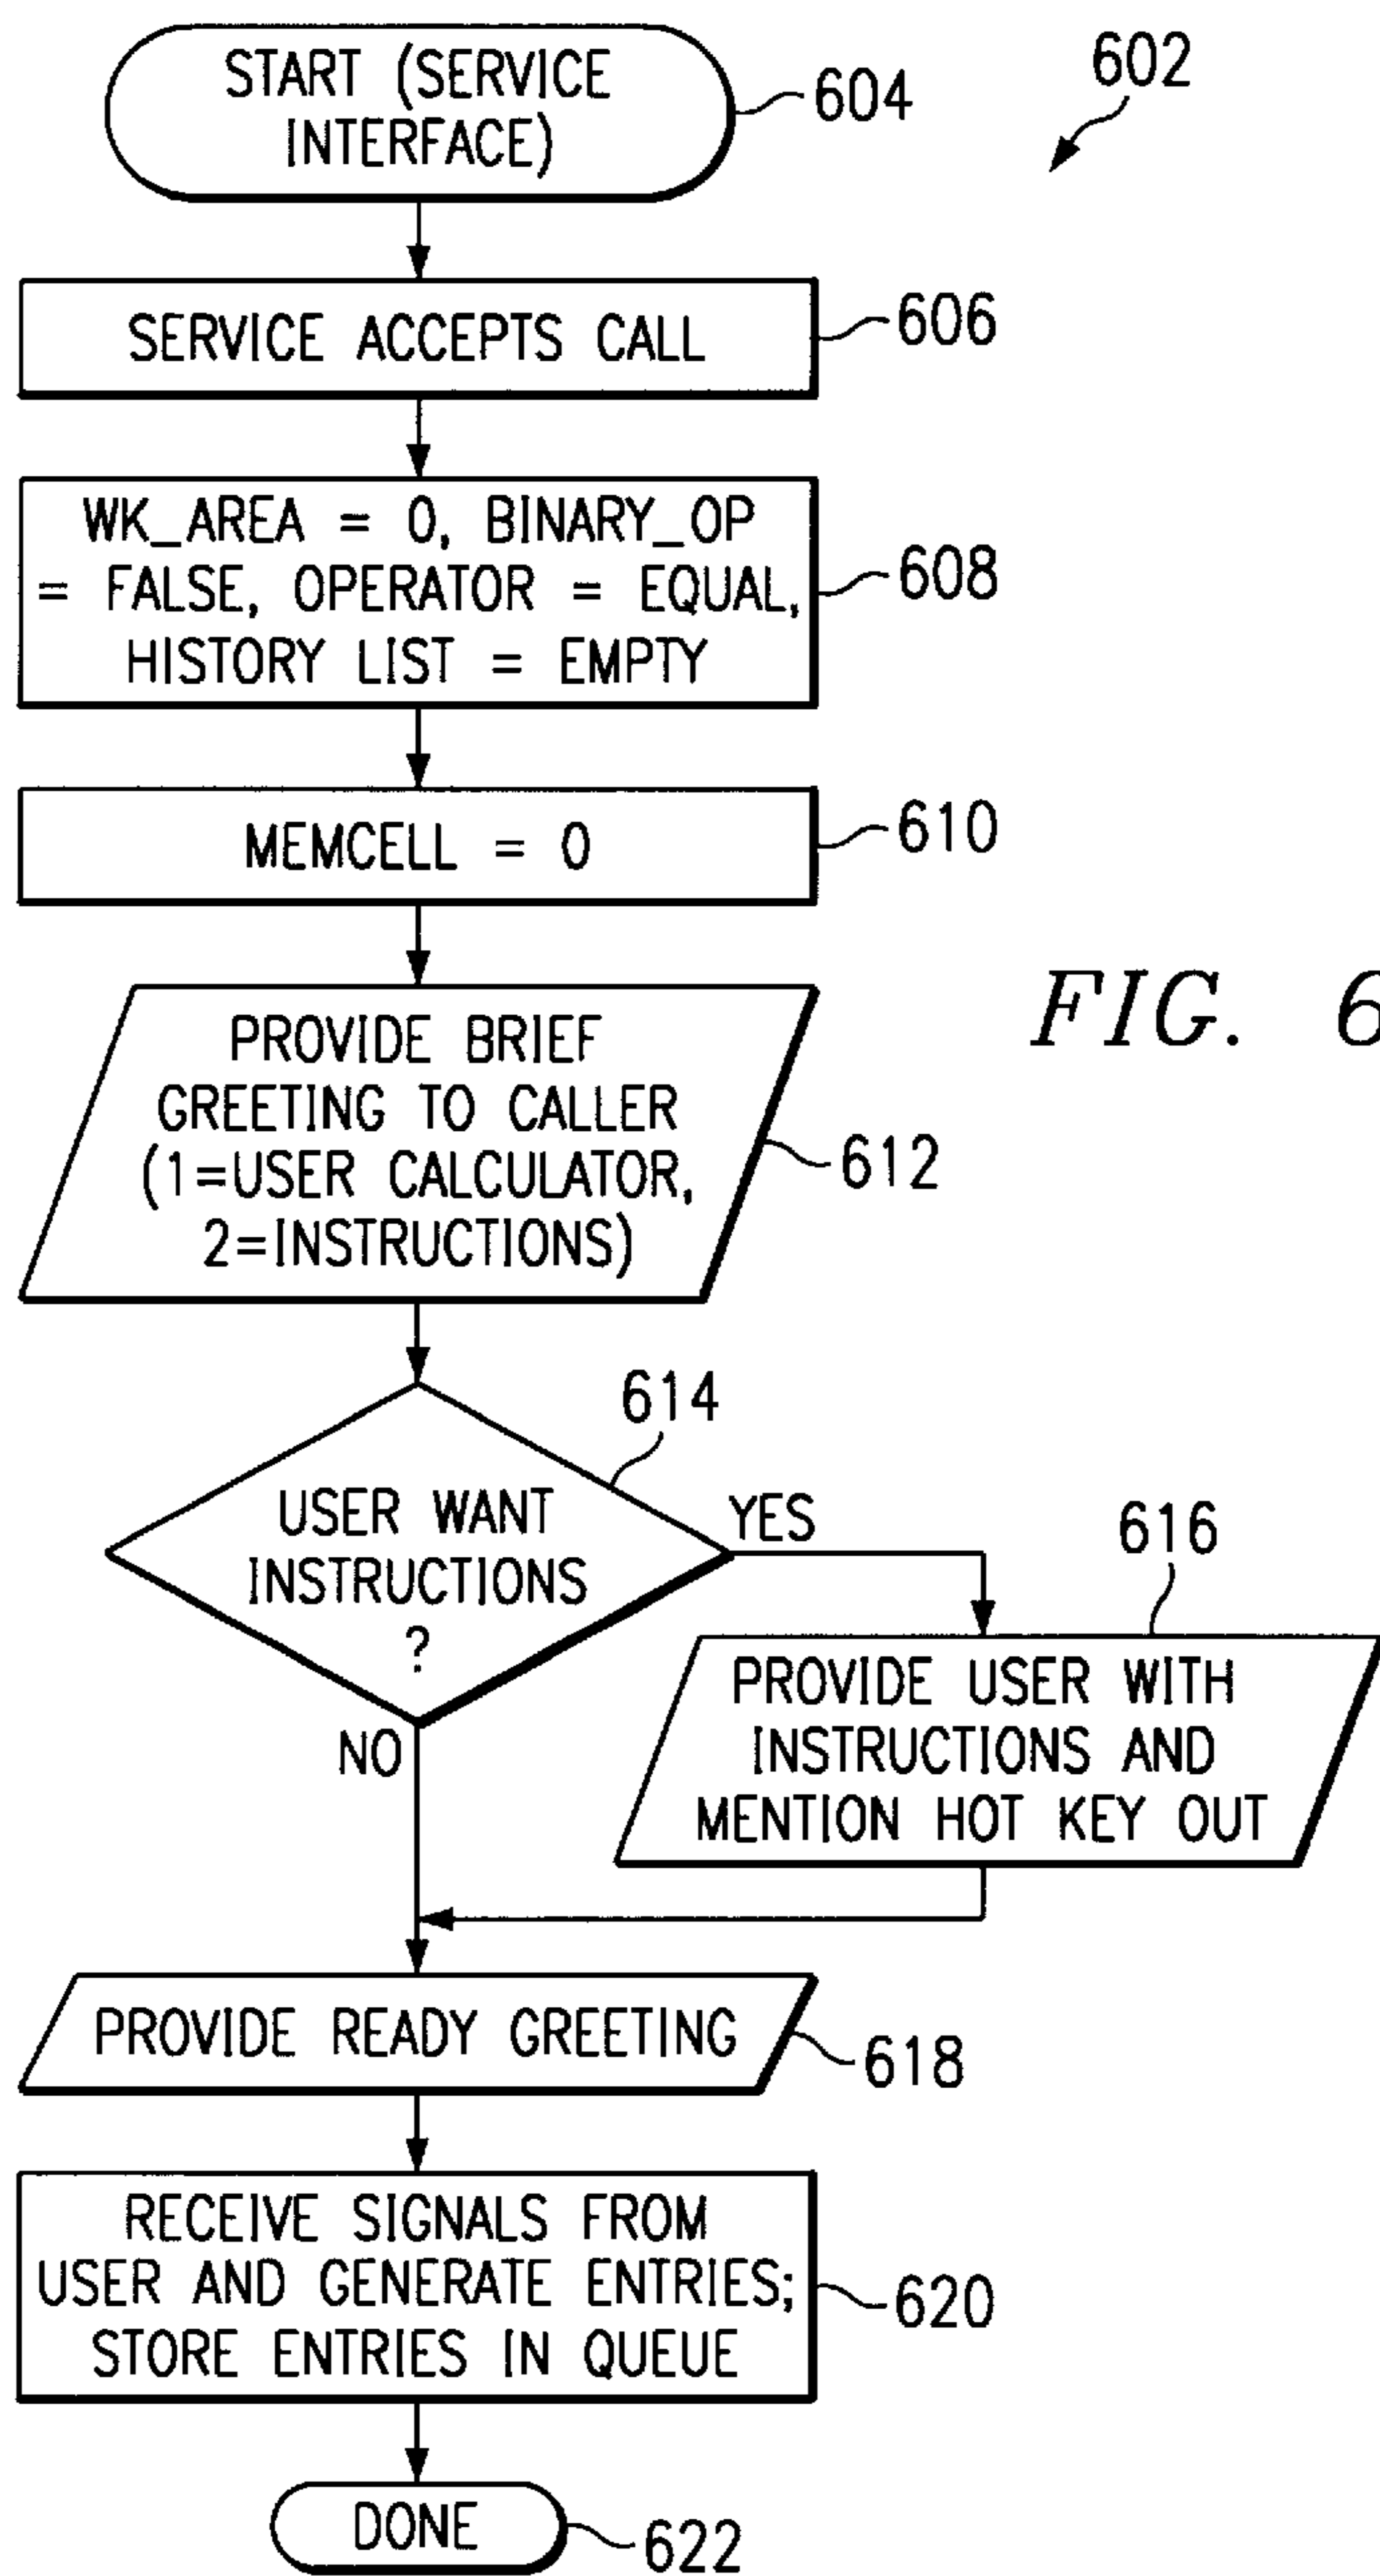 START (SERVICE
INTERFACE)
604
602
SERVICE ACCEPTS CALL
606
WK_AREA = 0, BINARY_OP
= FALSE, OPERATOR = EQUAL,
HISTORY LIST = EMPTY
608
MEMCELL = 0
610
FIG. 6
PROVIDE BRIEF
GREETING TO CALLER
(1=USER CALCULATOR,
2=INSTRUCTIONS)
612
614
USER WANT
INSTRUCTIONS
?
YES
NO
616
PROVIDE USER WITH
INSTRUCTIONS AND
MENTION HOT KEY OUT
PROVIDE READY GREETING
618
RECEIVE SIGNALS FROM
USER AND GENERATE ENTRIES;
STORE ENTRIES IN QUEUE
620
DONE
622